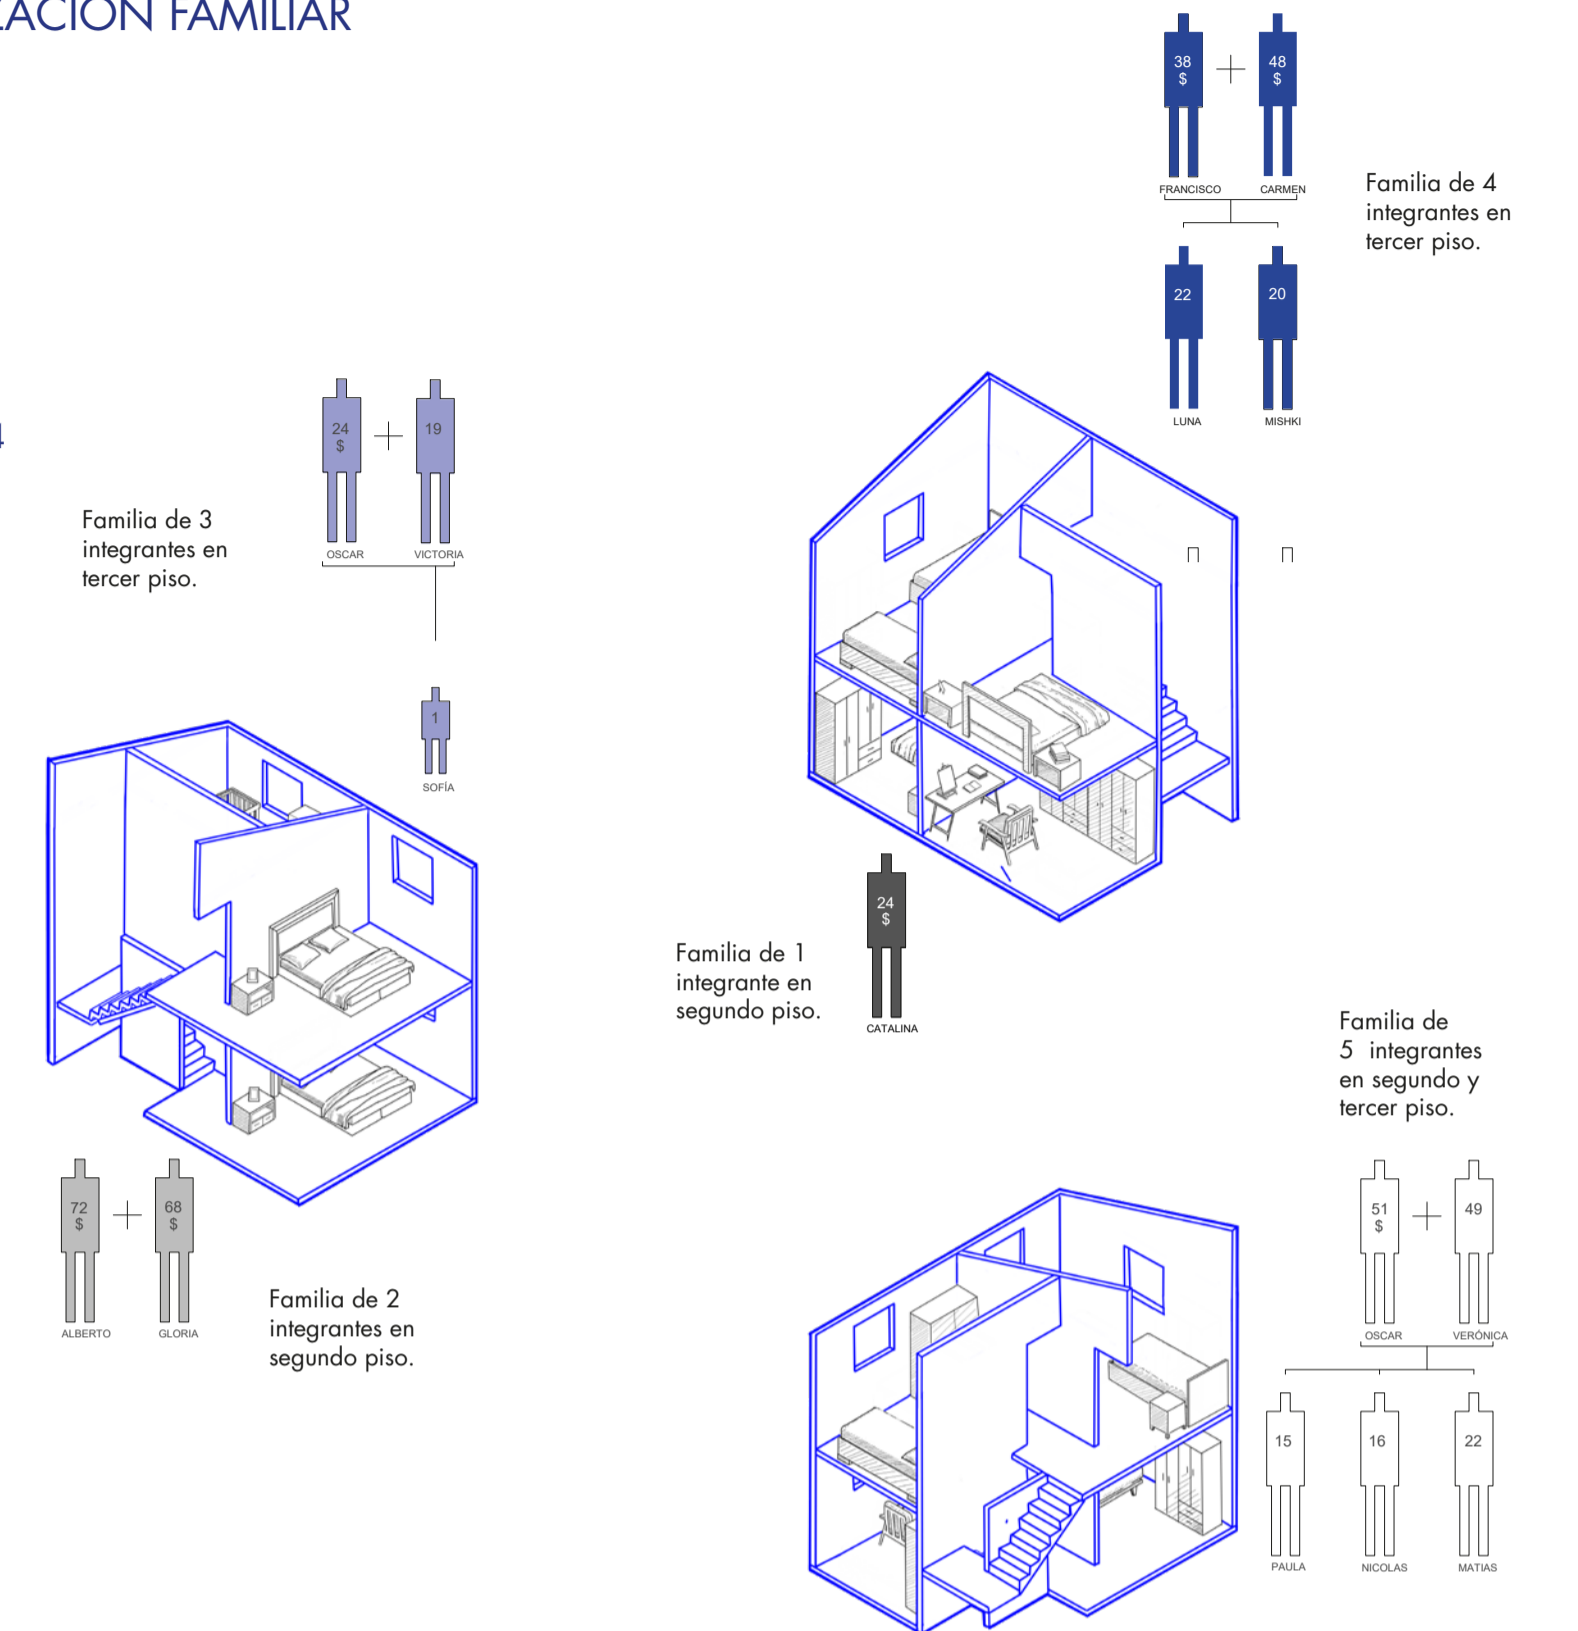 ZACIÓN FAMILIAR
38
$
48
$
FRANCISCO
CARMEN
Familia de 4
integrantes en
tercer piso.
22
20
LUNA
MISHKI
4
24
$
19
OSCAR
VICTORIA
Familia de 3
integrantes en
tercer piso.
1
SOFÍA
24
$
CATALINA
Familia de 1
integrante en
segundo piso.
72
$
68
$
ALBERTO
GLORIA
Familia de 2
integrantes en
segundo piso.
Familia de
5 integrantes
en segundo y
tercer piso.
51
$
49
OSCAR
VERÓNICA
15
16
22
PAULA
NICOLAS
MATIAS